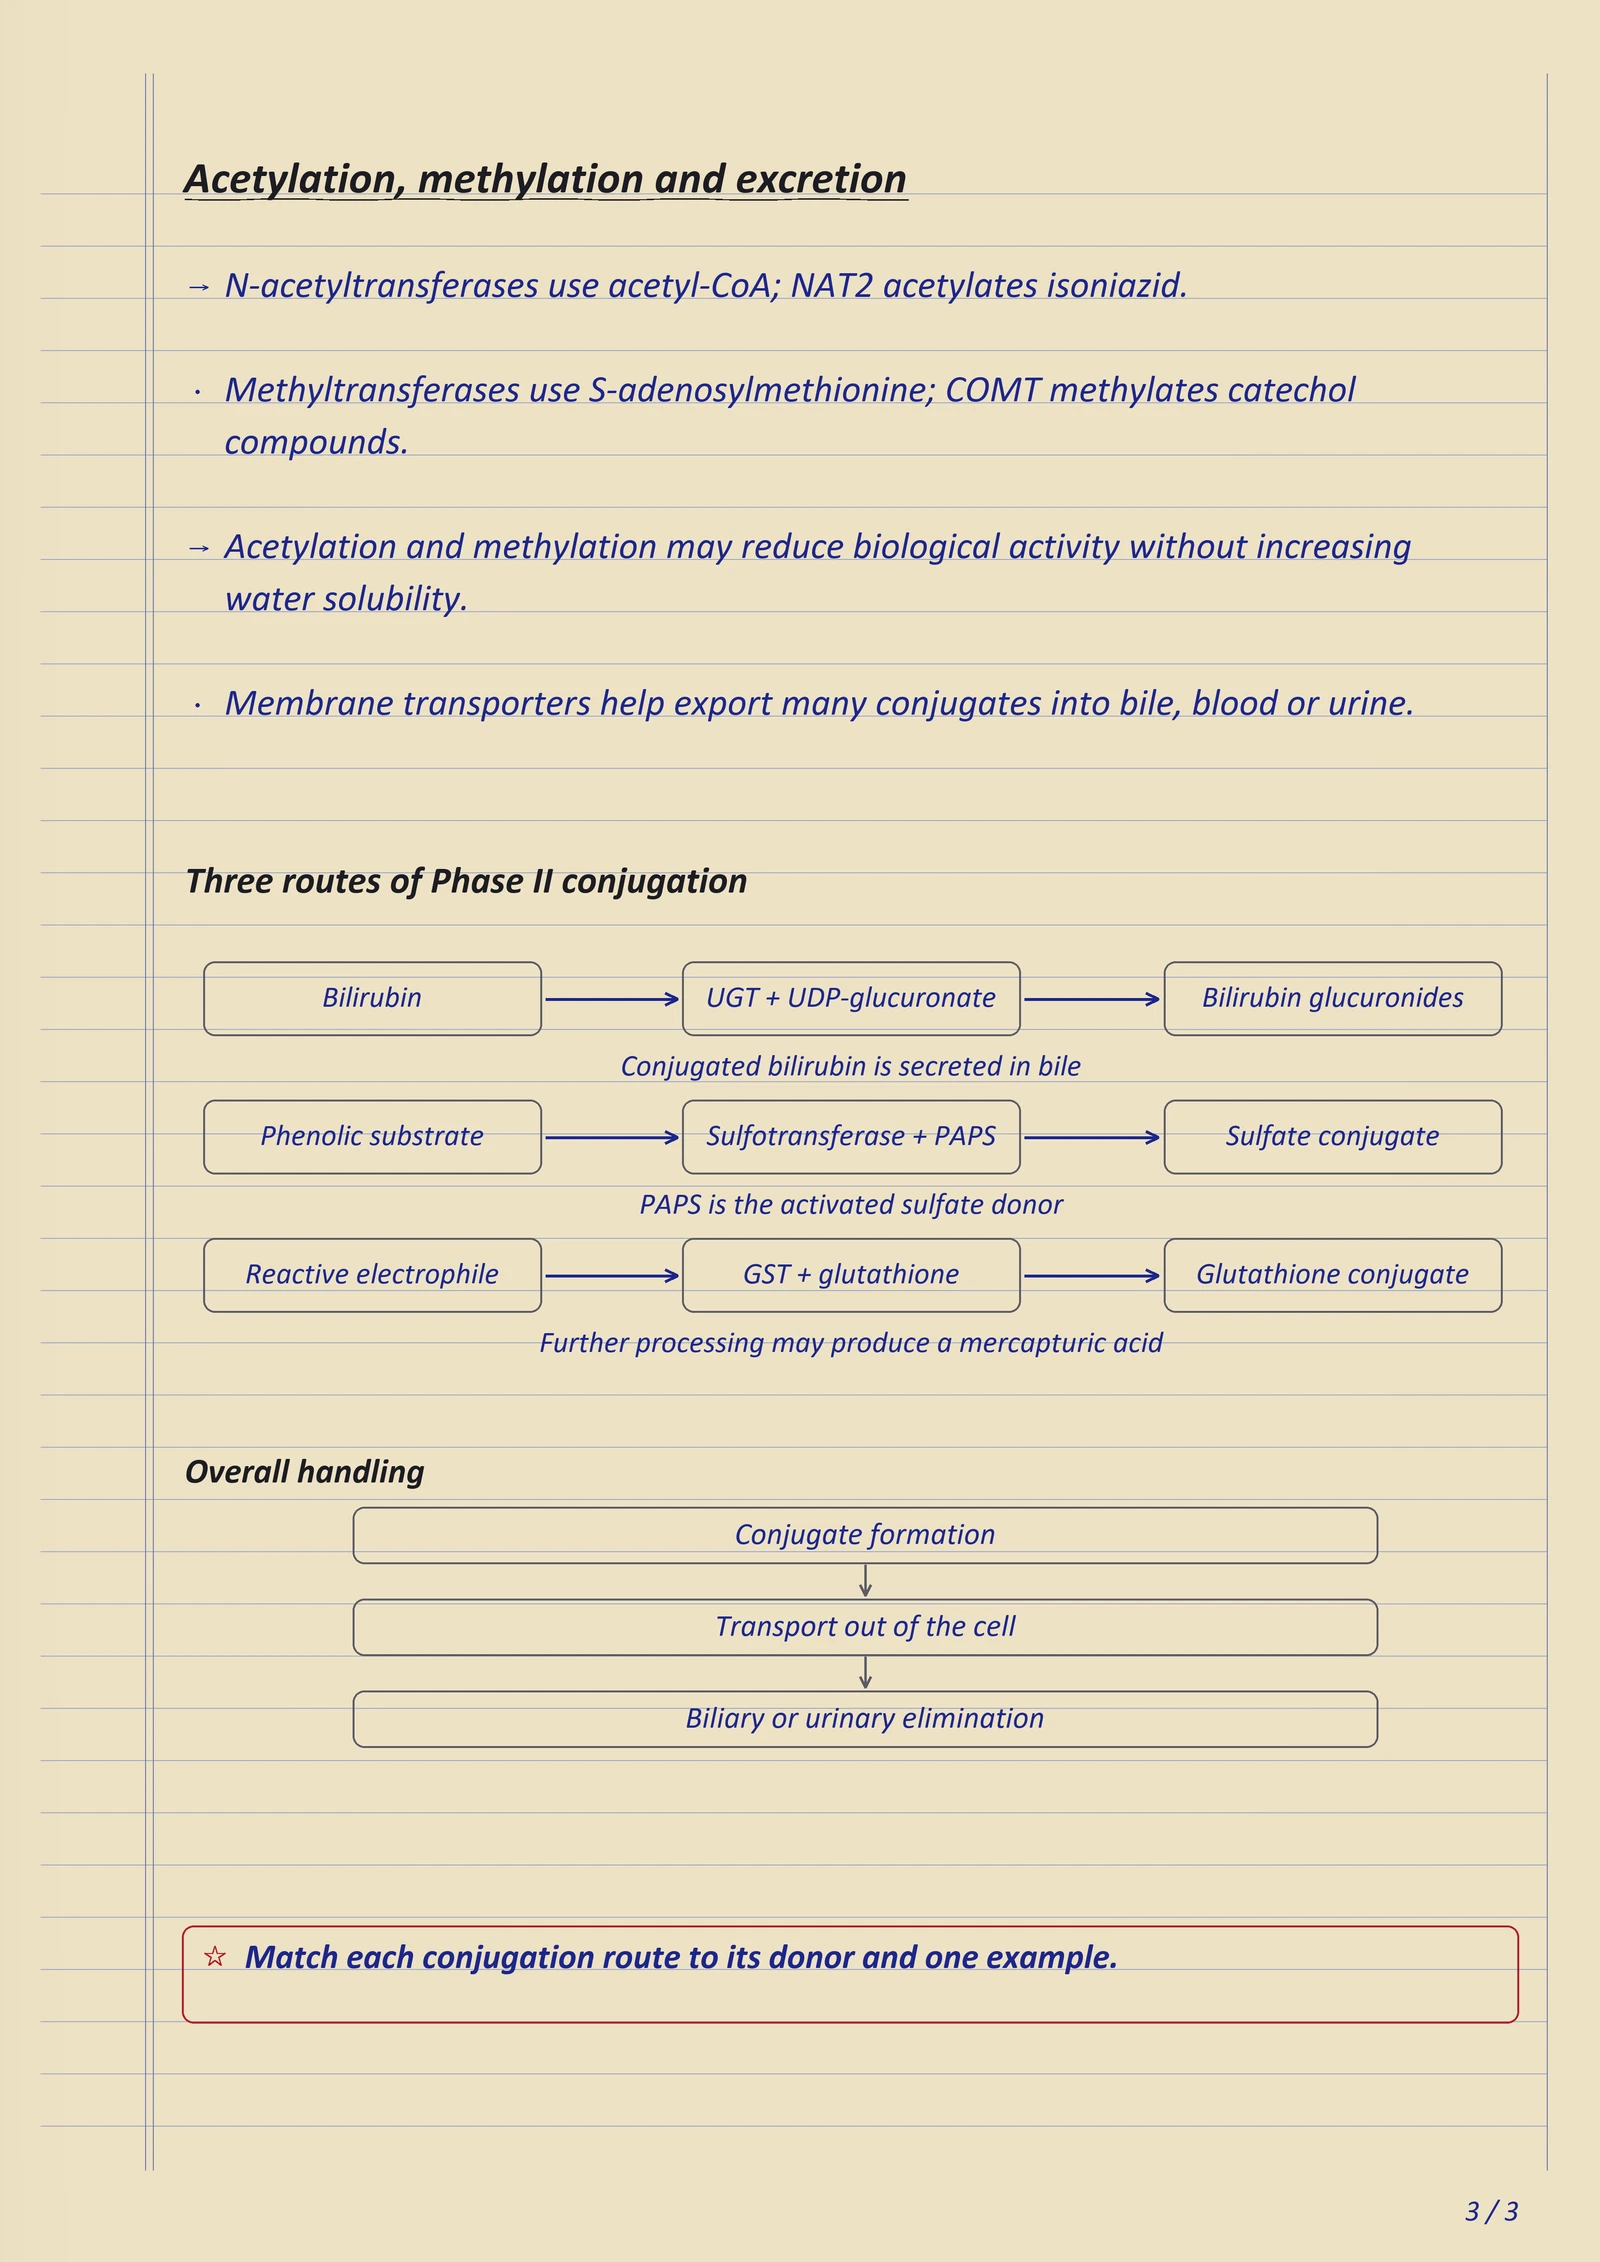 Acetylation, methylation and excretion
→ N-acetyltransferases use acetyl-CoA; NAT2 acetylates isoniazid.
· Methyltransferases use S-adenosylmethionine; COMT methylates catechol
compounds.
→ Acetylation and methylation may reduce biological activity without increasing
water solubility.
· Membrane transporters help export many conjugates into bile, blood or urine.
Three routes of Phase II conjugation
Bilirubin → UGT + UDP-glucuronate → Bilirubin glucuronides
Conjugated bilirubin is secreted in bile
Phenolic substrate → Sulfotransferase + PAPS → Sulfate conjugate
PAPS is the activated sulfate donor
Reactive electrophile → GST + glutathione → Glutathione conjugate
Further processing may produce a mercapturic acid
Overall handling
Conjugate formation
Transport out of the cell
Biliary or urinary elimination
☆ Match each conjugation route to its donor and one example.
3 / 3